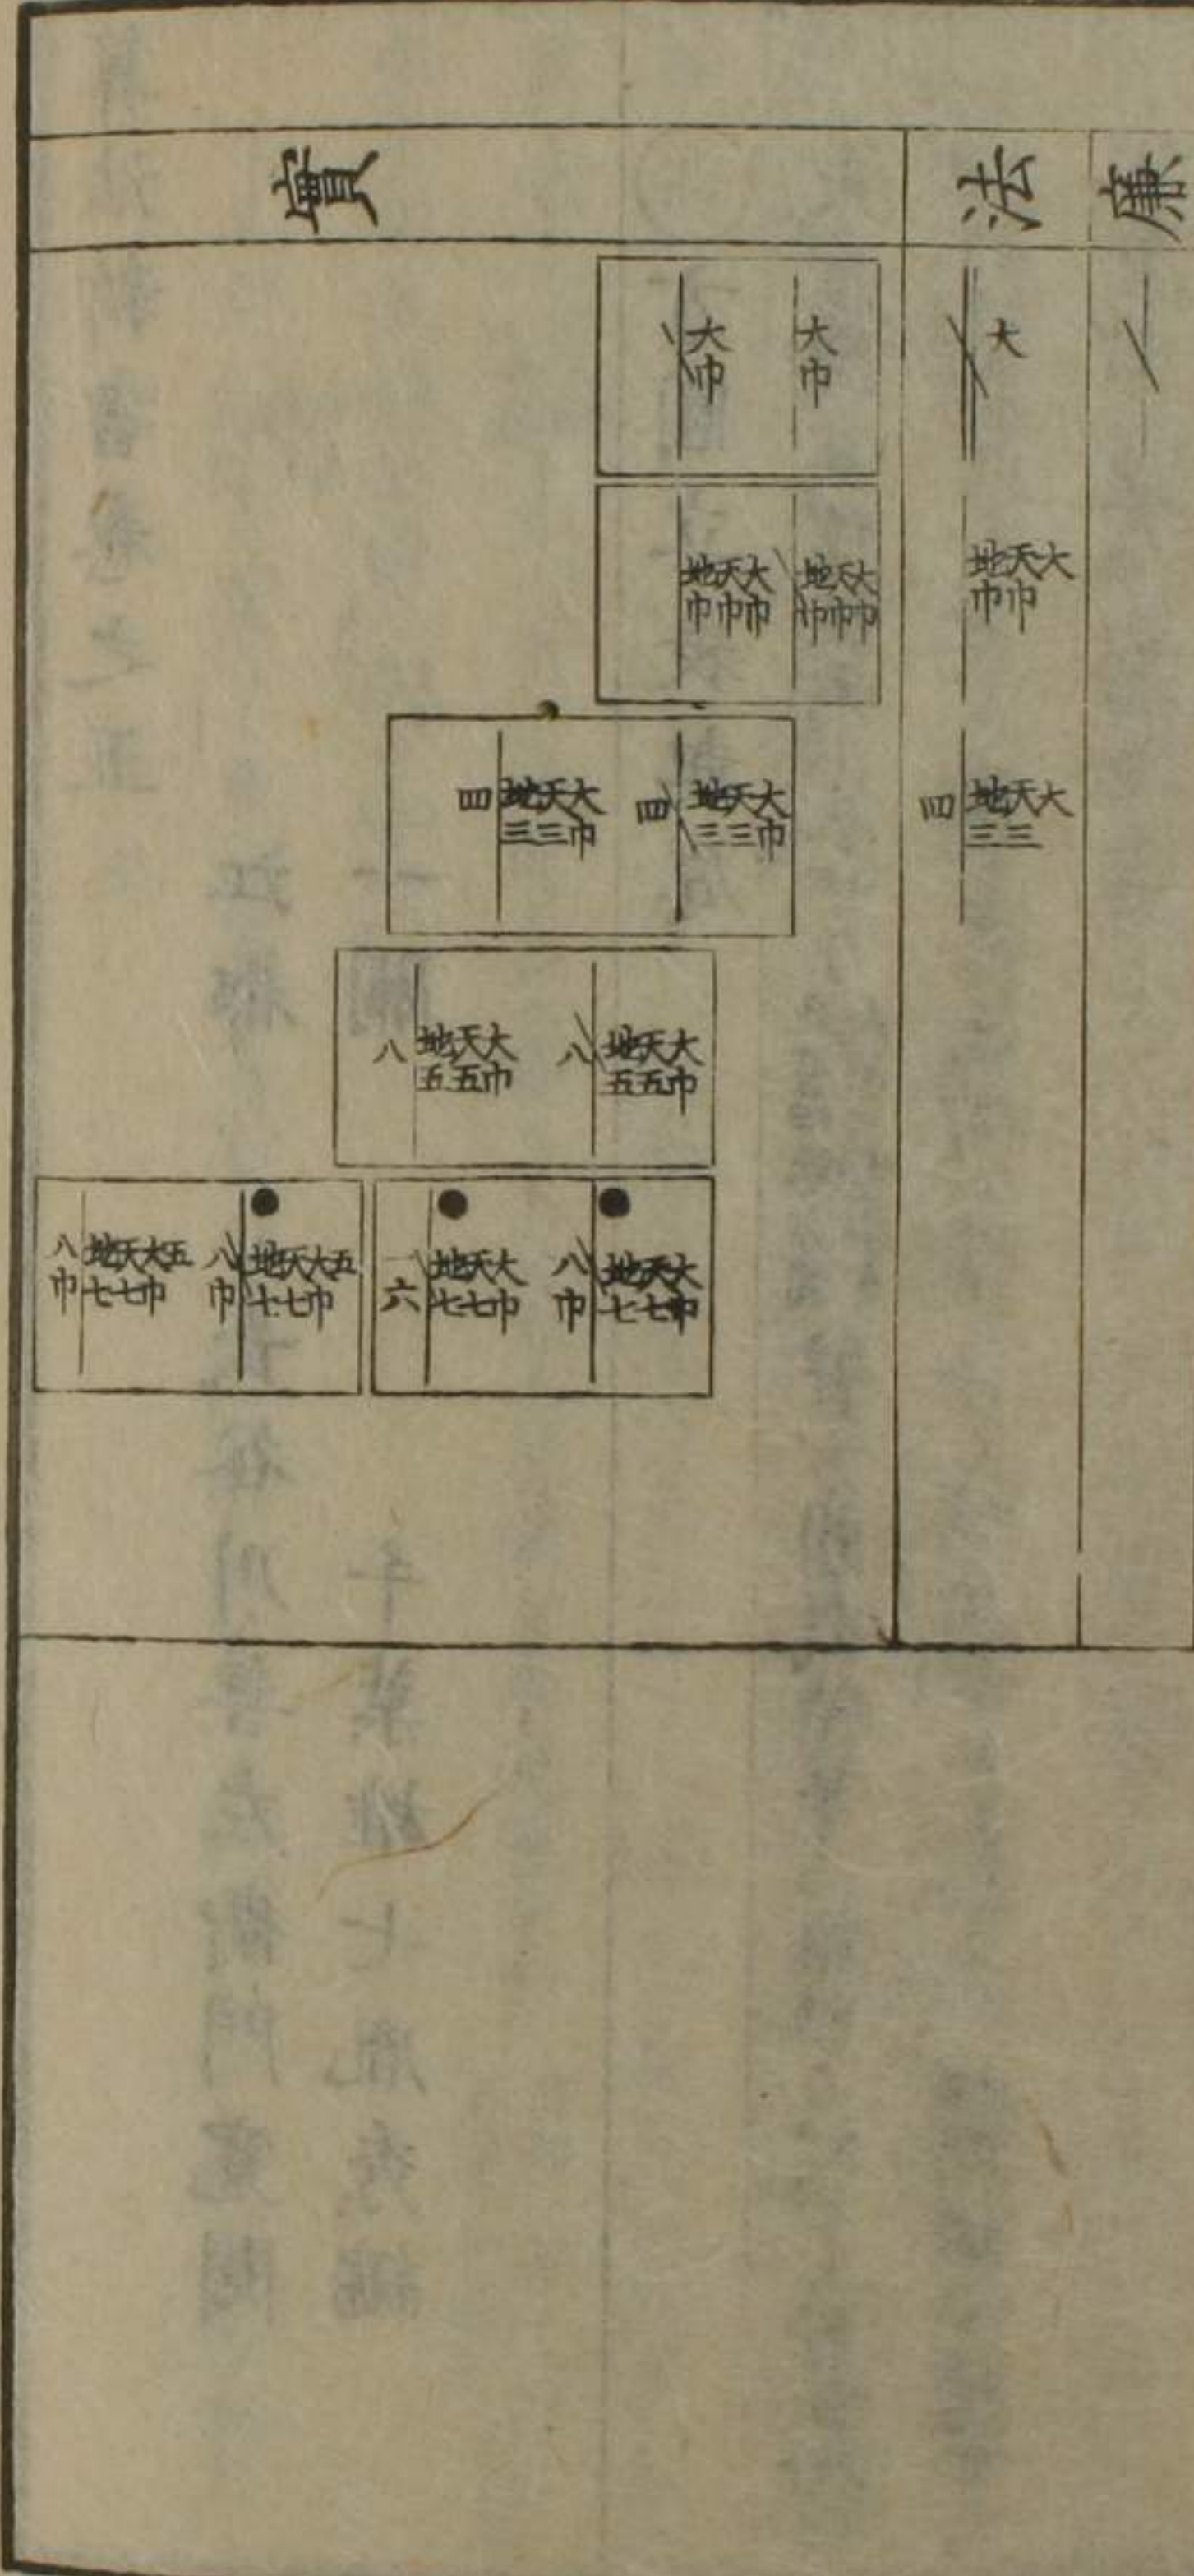 實 法 廉
大 大 大
巾 巾
地天大 地天大 地天大
巾巾巾 巾巾巾 巾巾
四 地天大 四 地天大 四 地天大
三三巾 三三巾 三三
八 地天大 八 地天大
五五巾 五五巾
八 地天大五 八 地天大五 一 地天大 八 地天大
巾 七七巾 巾 七七巾 六 七七巾 巾 七七巾